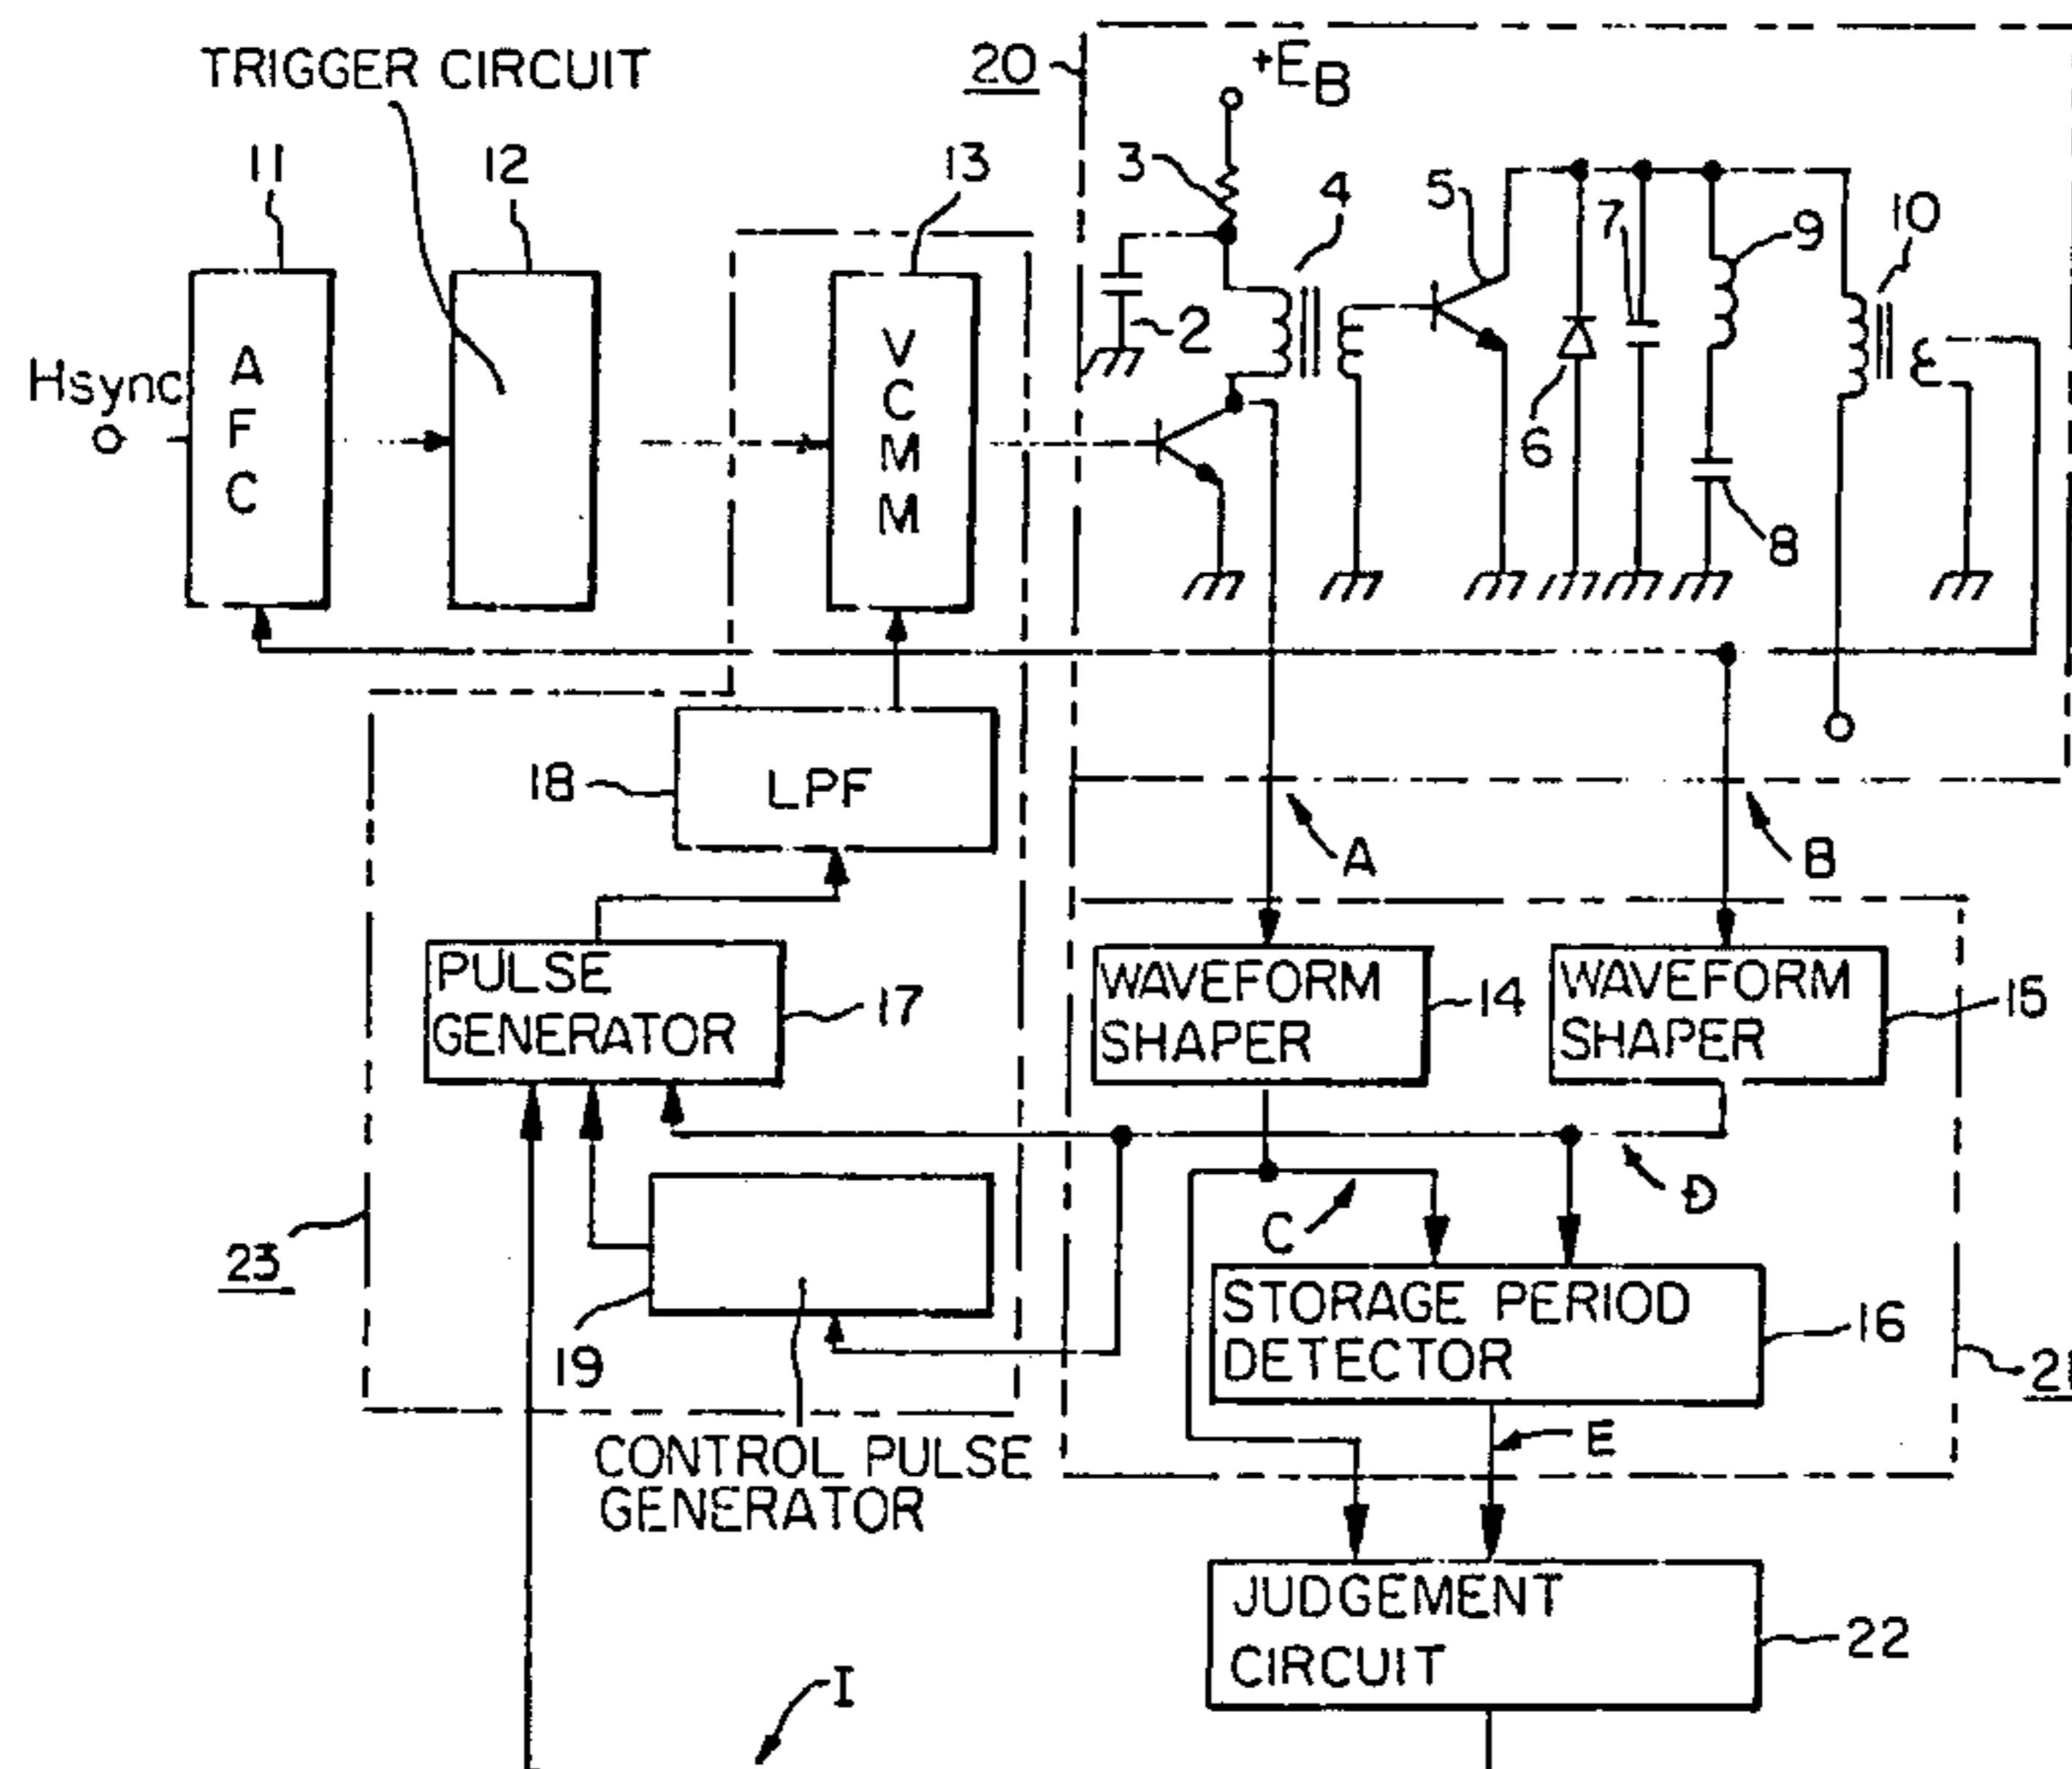 TRIGGER CIRCUIT
20
+EB
11
12
13
3
4
5
7
9
10
2
6
8
Hsync
A
F
C
V
C
M
M
18
LPF
A
B
PULSE
GENERATOR
17
WAVEFORM
SHAPER
14
WAVEFORM
SHAPER
15
C
D
23
19
STORAGE PERIOD
DETECTOR
16
CONTROL PULSE
GENERATOR
E
JUDGEMENT
CIRCUIT
22
I